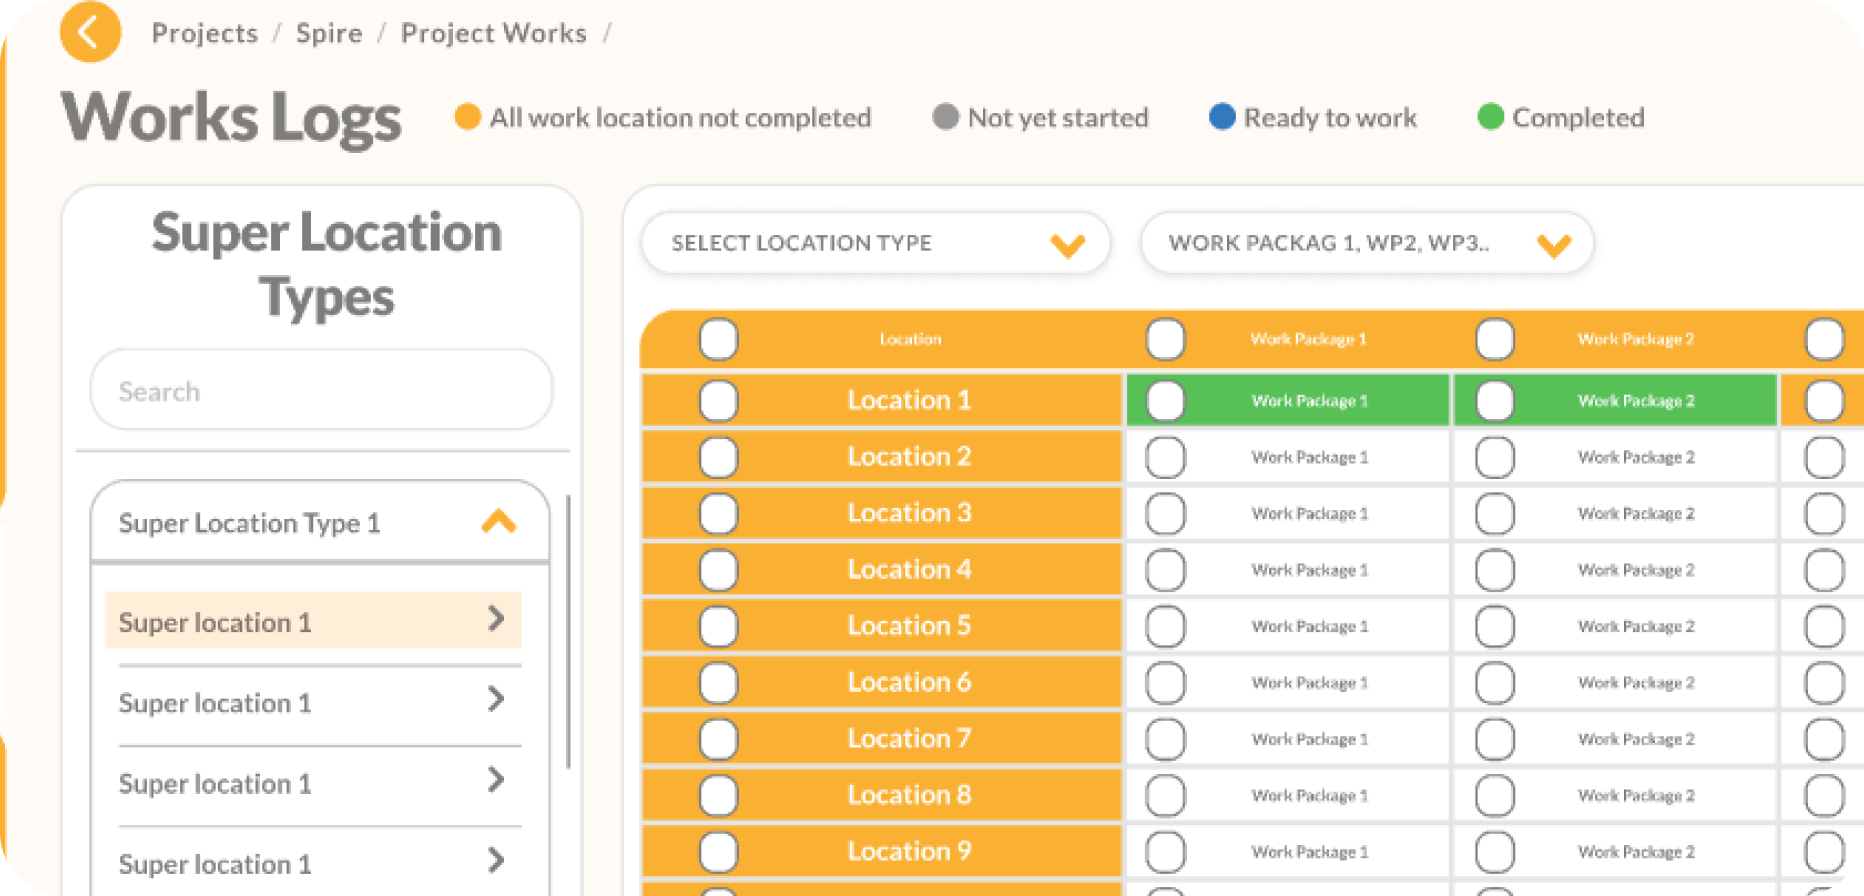 Projects / Spire / Project Works /
Works Logs
All work location not completed
Not yet started
Ready to work
Completed
Super Location
Types
Search
Super Location Type 1
Super location 1
Super location 1
Super location 1
Super location 1
SELECT LOCATION TYPE
WORK PACKAG 1, WP2, WP3..
Location Work Package 1 Work Package 2
Location 1 Work Package 1 Work Package 2
Location 2 Work Package 1 Work Package 2
Location 3 Work Package 1 Work Package 2
Location 4 Work Package 1 Work Package 2
Location 5 Work Package 1 Work Package 2
Location 6 Work Package 1 Work Package 2
Location 7 Work Package 1 Work Package 2
Location 8 Work Package 1 Work Package 2
Location 9 Work Package 1 Work Package 2